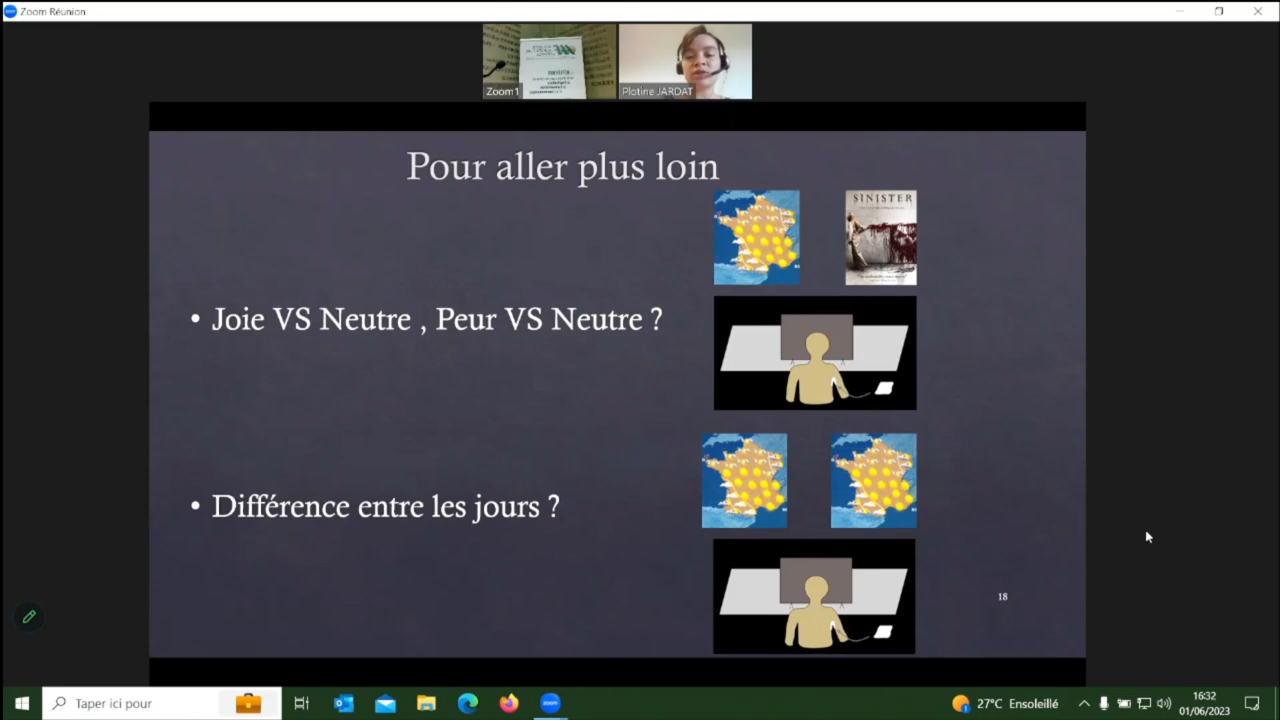 Zoom Réunion
Zoom1
Plotine JARDAT
Pour aller plus loin
SINISTER
• Joie VS Neutre , Peur VS Neutre ?
• Différence entre les jours ?
18
Taper ici pour
zoom
27°C Ensoleillé
16:32
01/06/2023